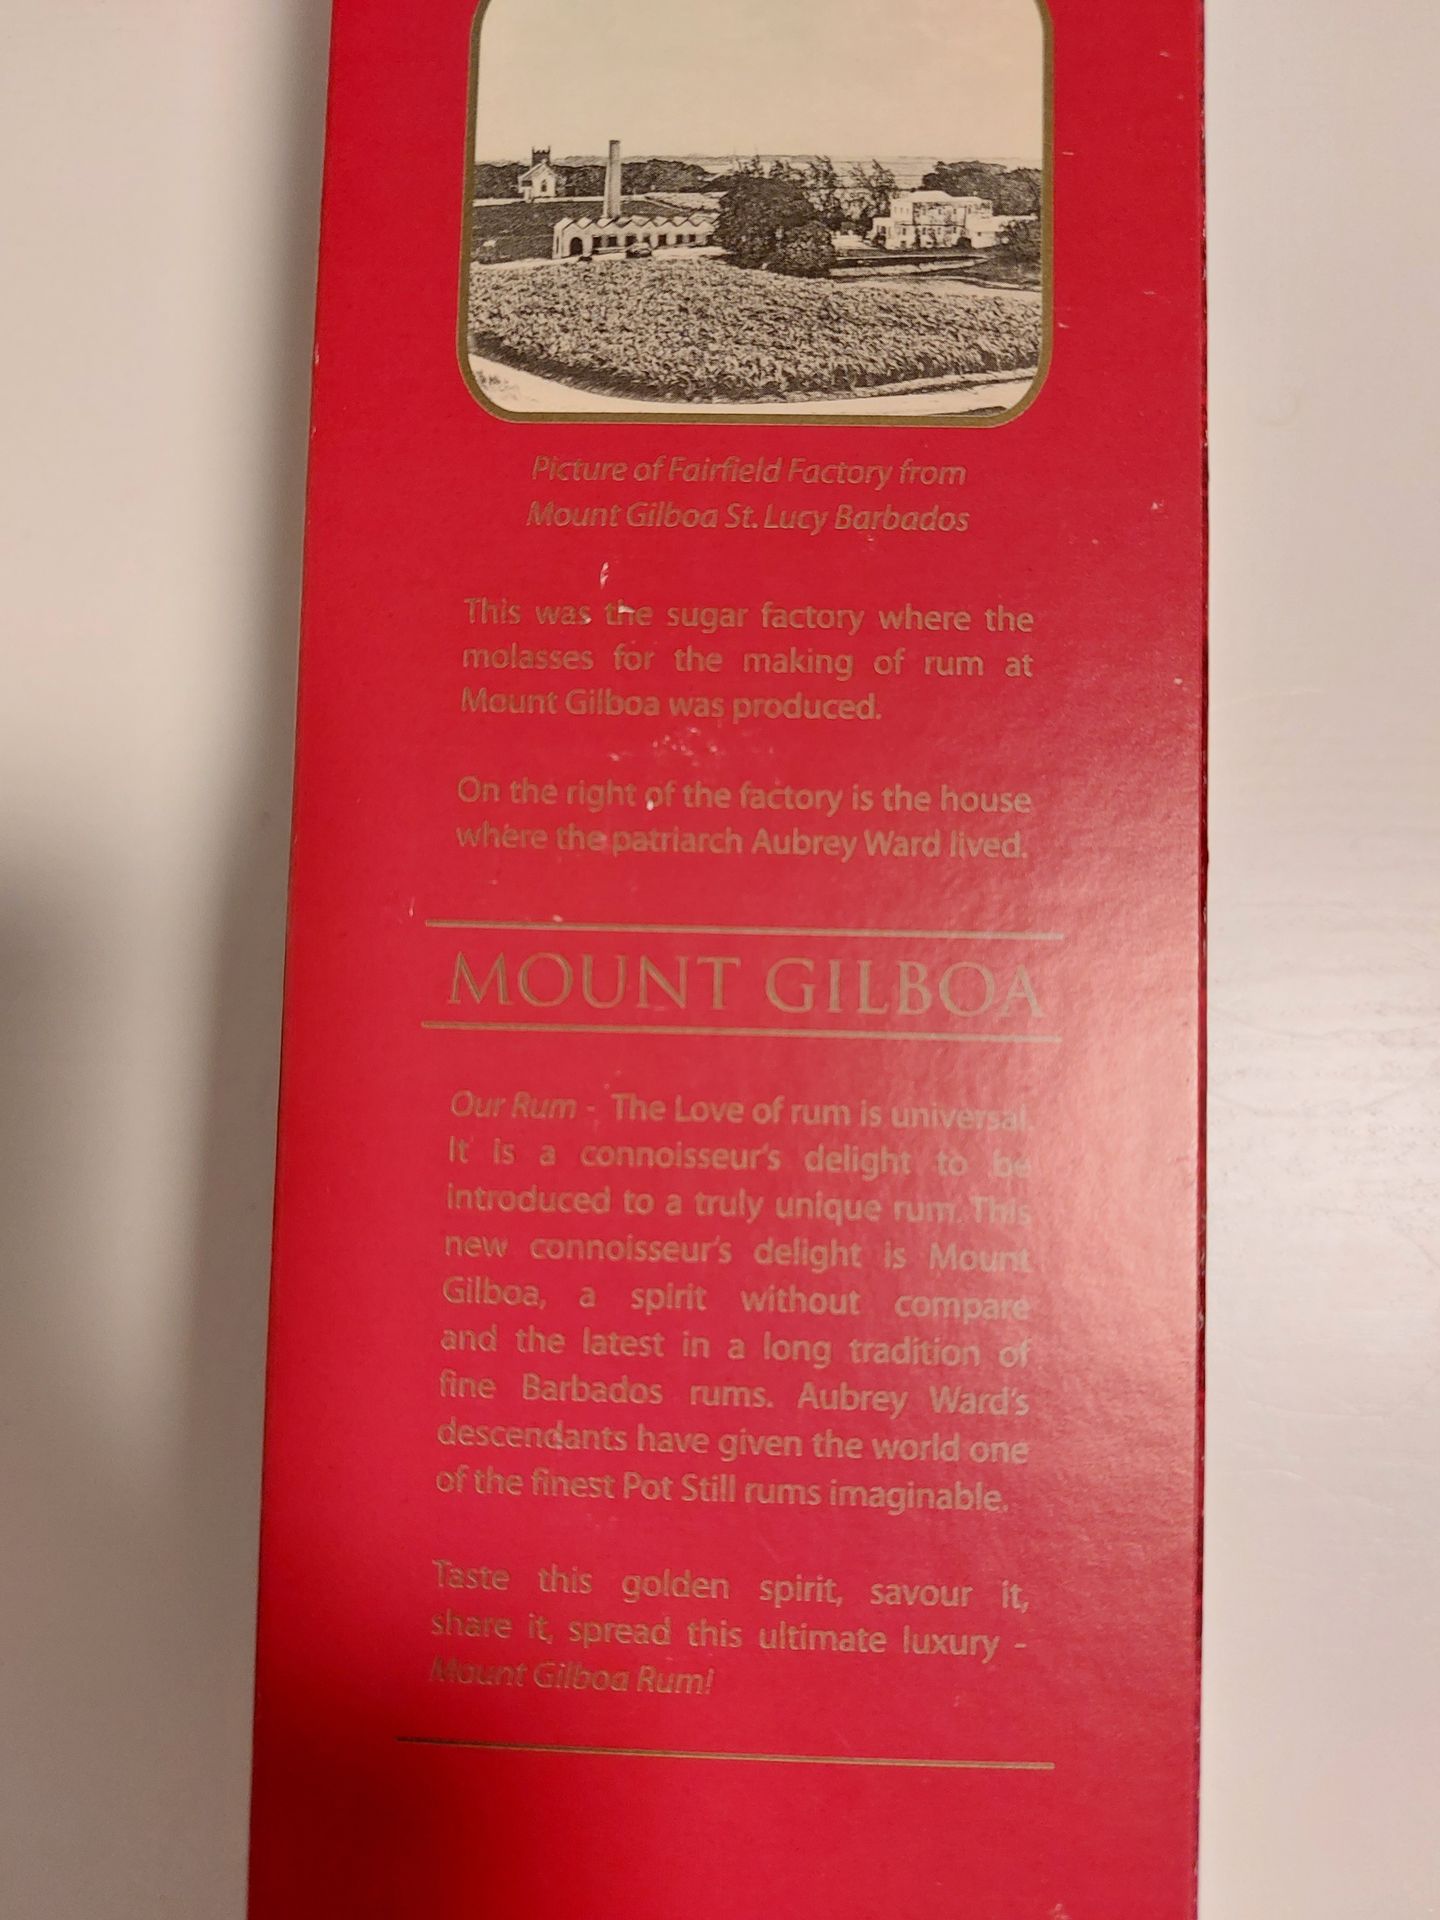 Picture of Fairfield Factory from
Mount Gilboa St. Lucy Barbados
This was the sugar factory where the
molasses for the making of rum at
Mount Gilboa was produced.
On the right of the factory is the house
where the patriarch Aubrey Ward lived.
MOUNT GILBOA
Our Rum - The Love of rum is universal.
It is a connoisseur's delight to be
introduced to a truly unique rum. This
new connoisseur's delight is Mount
Gilboa, a spirit without compare
and the latest in a long tradition of
fine Barbados rums. Aubrey Ward's
descendants have given the world one
of the finest Pot Still rums imaginable.
Taste this golden spirit, savour it,
share it, spread this ultimate luxury -
Mount Gilboa Rum!